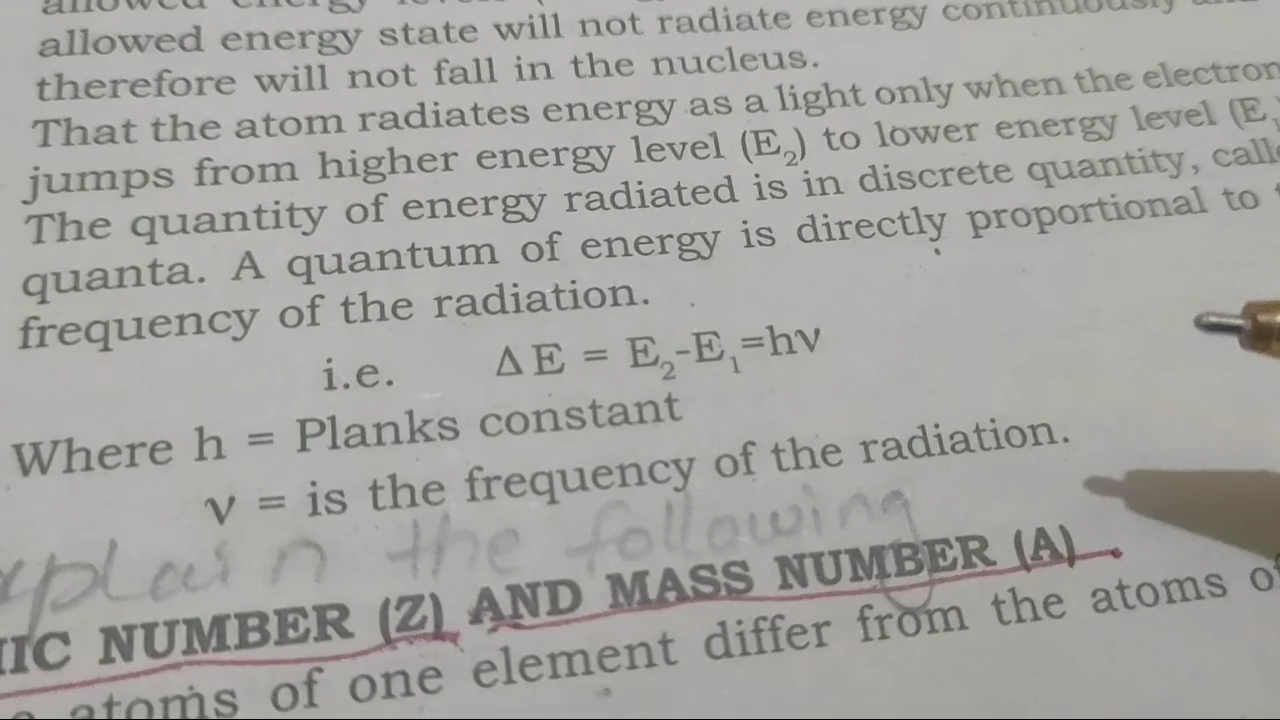 allowed energy state will not radiate energy continuously
therefore will not fall in the nucleus.
That the atom radiates energy as a light only when the electron
jumps from higher energy level (E₂) to lower energy level (E₁
The quantity of energy radiated is in discrete quantity,
quanta. A quantum of energy is directly proportional to
frequency of the radiation.
i.e. ΔE = E₂-E₁=hν
Where h = Planks constant
ν = is the frequency of the radiation.
the following
NUMBER (Z) AND MASS NUMBER (A)
atoms of one element differ from the atoms